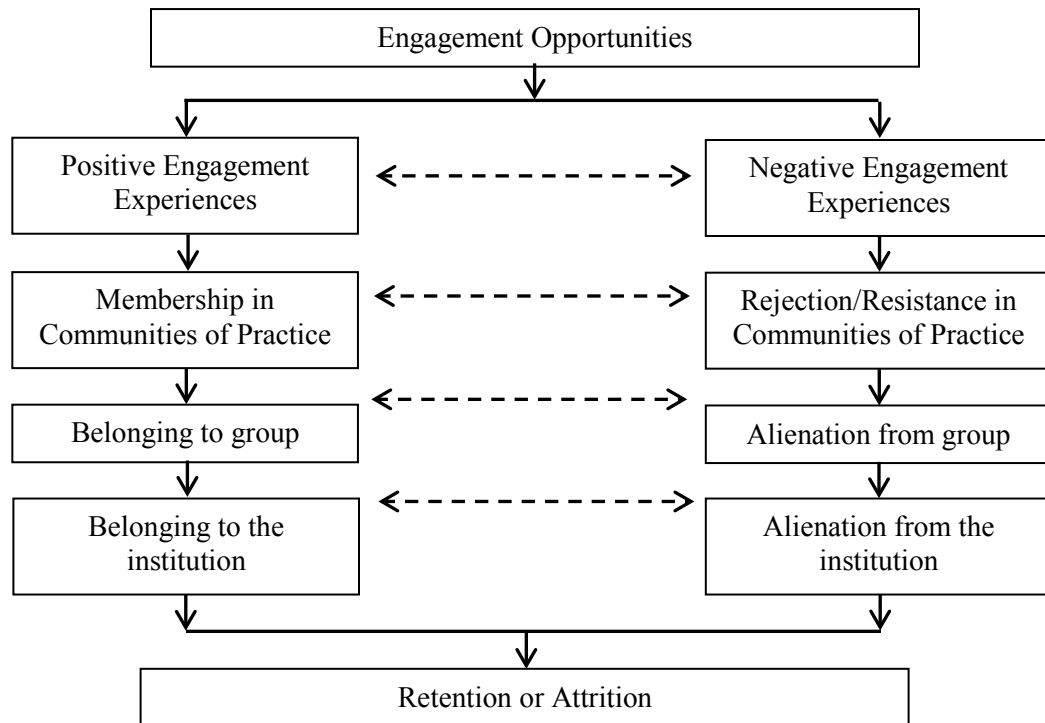 Engagement Opportunities
Positive Engagement
Experiences
Negative Engagement
Experiences
Membership in
Communities of Practice
Rejection/Resistance in
Communities of Practice
Belonging to group
Alienation from group
Belonging to the
institution
Alienation from the
institution
Retention or Attrition